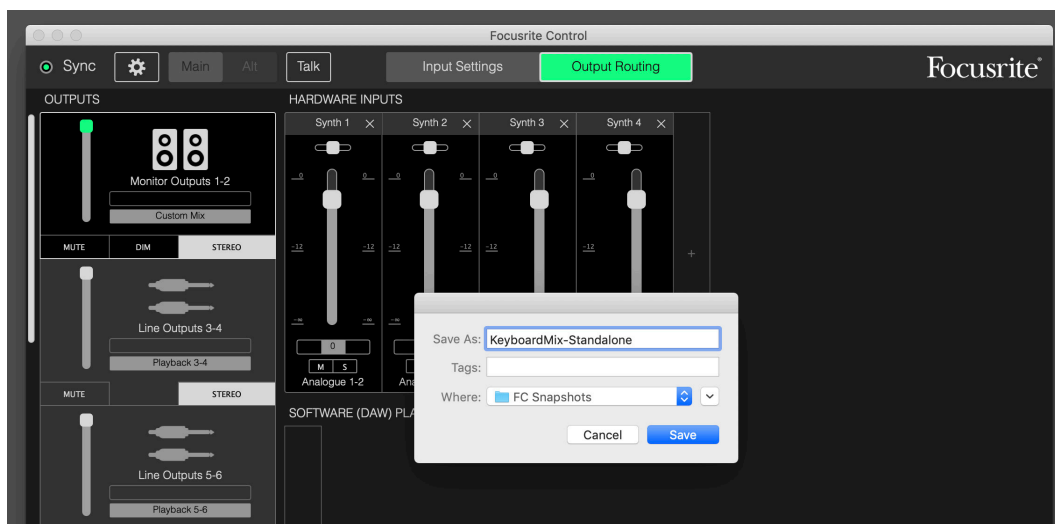 Focusrite Control
Sync
Main
Alt
Talk
Input Settings
Output Routing
Focusrite®
OUTPUTS
Monitor Outputs 1-2
Custom Mix
MUTE
DIM
STEREO
Line Outputs 3-4
Playback 3-4
MUTE
STEREO
Line Outputs 5-6
Playback 5-6
HARDWARE INPUTS
Synth 1
Synth 2
Synth 3
Synth 4
0 0 0 0 0 0
-12 -12 -12 -12 -12 -12
-∞ -∞ -∞
+
0
M S
M
Analogue 1-2
Ana
SOFTWARE (DAW) PLA
Save As: KeyboardMix-Standalone
Tags:
Where: FC Snapshots
Cancel
Save